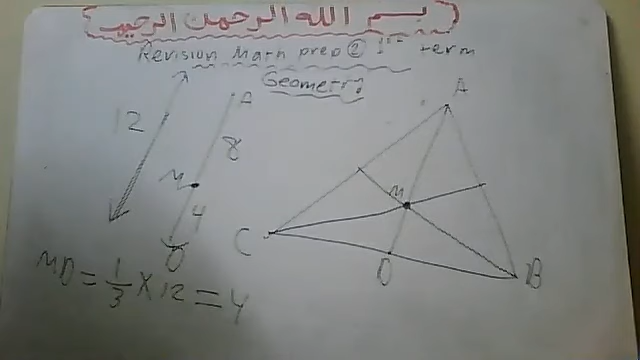 بسم الله الرحمن الرحيم
Revision Math prep ② 1st term
Geometry
12
A
8
M
4
D
MD = 1/3 × 12 = 4
A
M
C
D
B